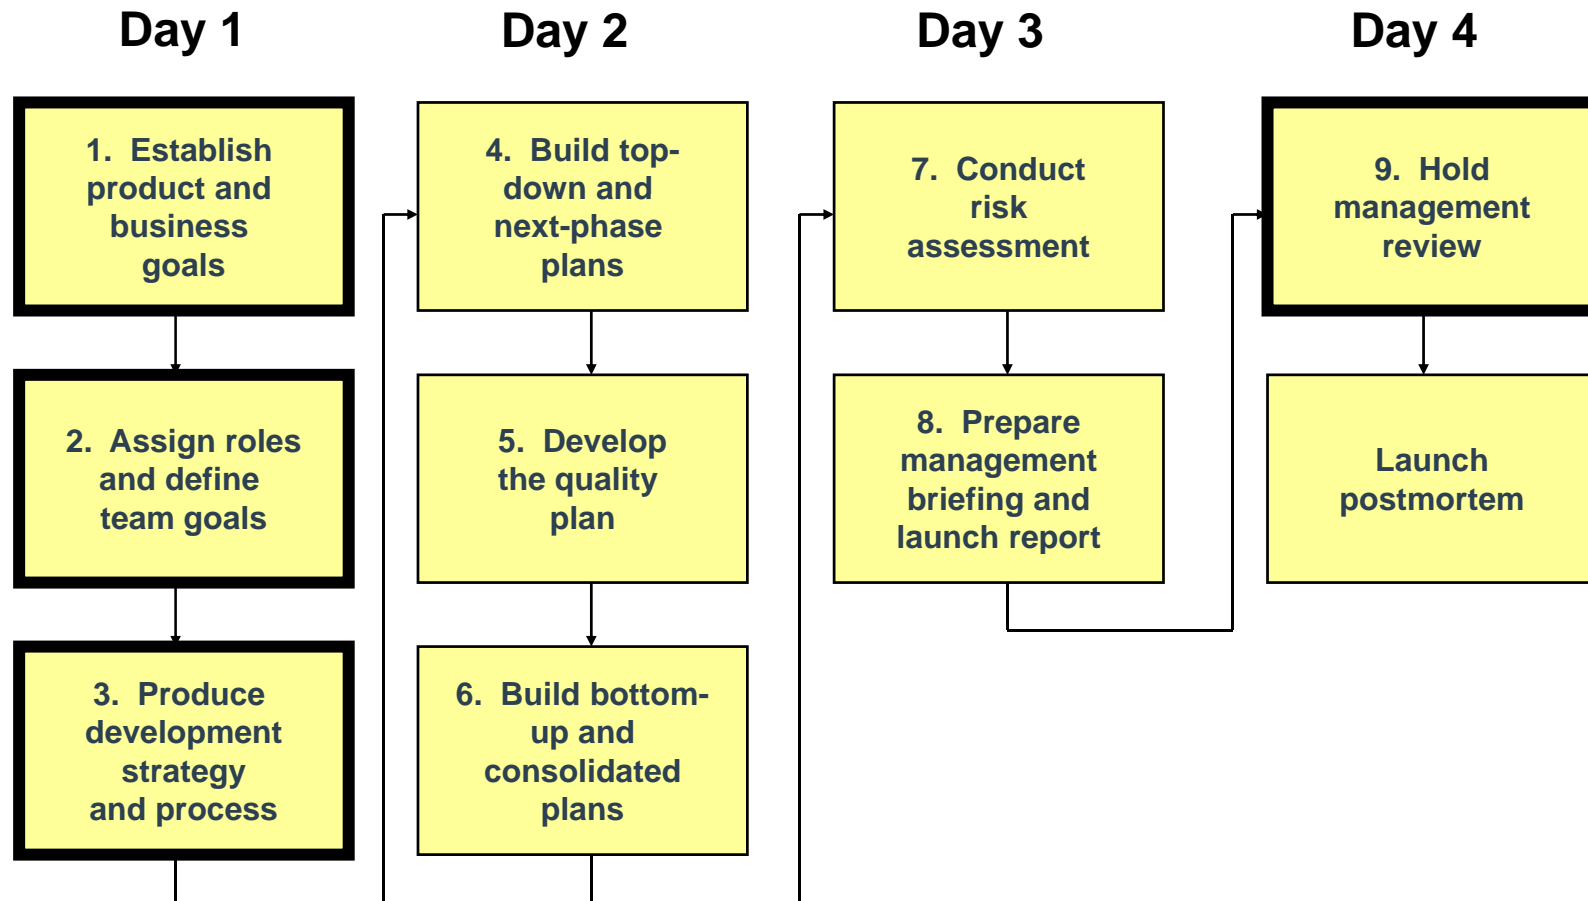 Day 1
Day 2
Day 3
Day 4
1. Establish
product and
business
goals
2. Assign roles
and define
team goals
3. Produce
development
strategy
and process
4. Build top-
down and
next-phase
plans
5. Develop
the quality
plan
6. Build bottom-
up and
consolidated
plans
7. Conduct
risk
assessment
8. Prepare
management
briefing and
launch report
9. Hold
management
review
Launch
postmortem